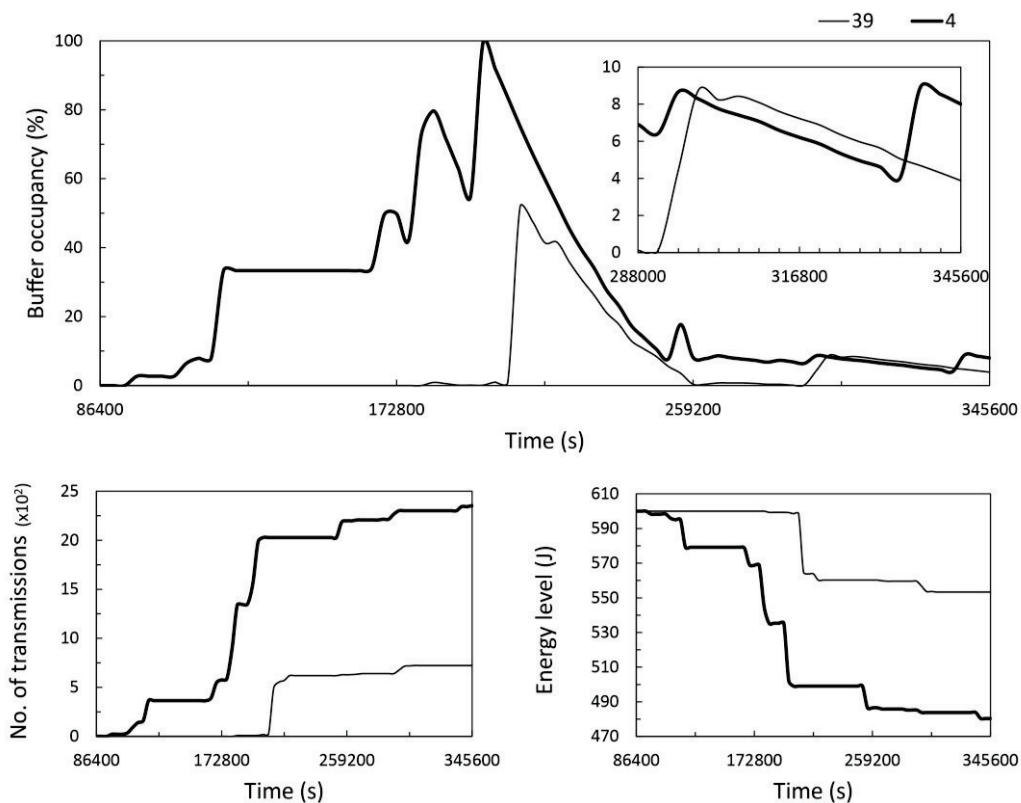 39 4
Buffer occupancy (%)
100
80
60
40
20
0
86400 172800 259200 345600
Time (s)
10
8
6
4
2
0
288000 316800 345600
No. of transmissions (x10²)
25
20
15
10
5
0
86400 172800 259200 345600
Time (s)
Energy level (J)
610
590
570
550
530
510
490
470
86400 172800 259200 345600
Time (s)